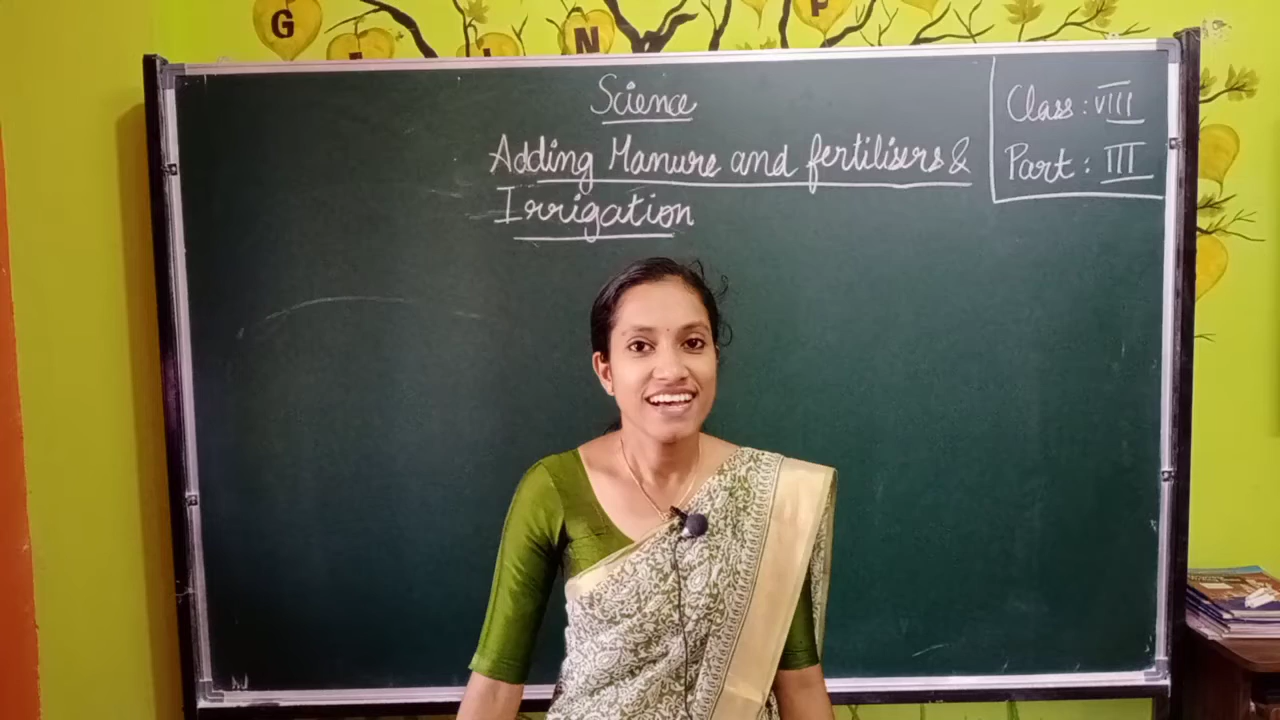 G
N
P
Science
Adding Manure and fertilisers &
Irrigation
Class: VIII
Part: III